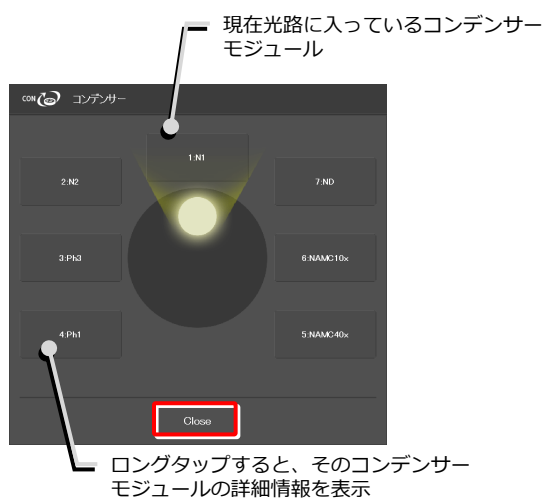 現在光路に入っているコンデンサー
モジュール
CON コンデンサー
1:N1
2:N2
7:ND
3:Ph3
6:NAMC10x
4:Ph1
5:NAMC40x
Close
ロングタップすると、そのコンデンサー
モジュールの詳細情報を表示